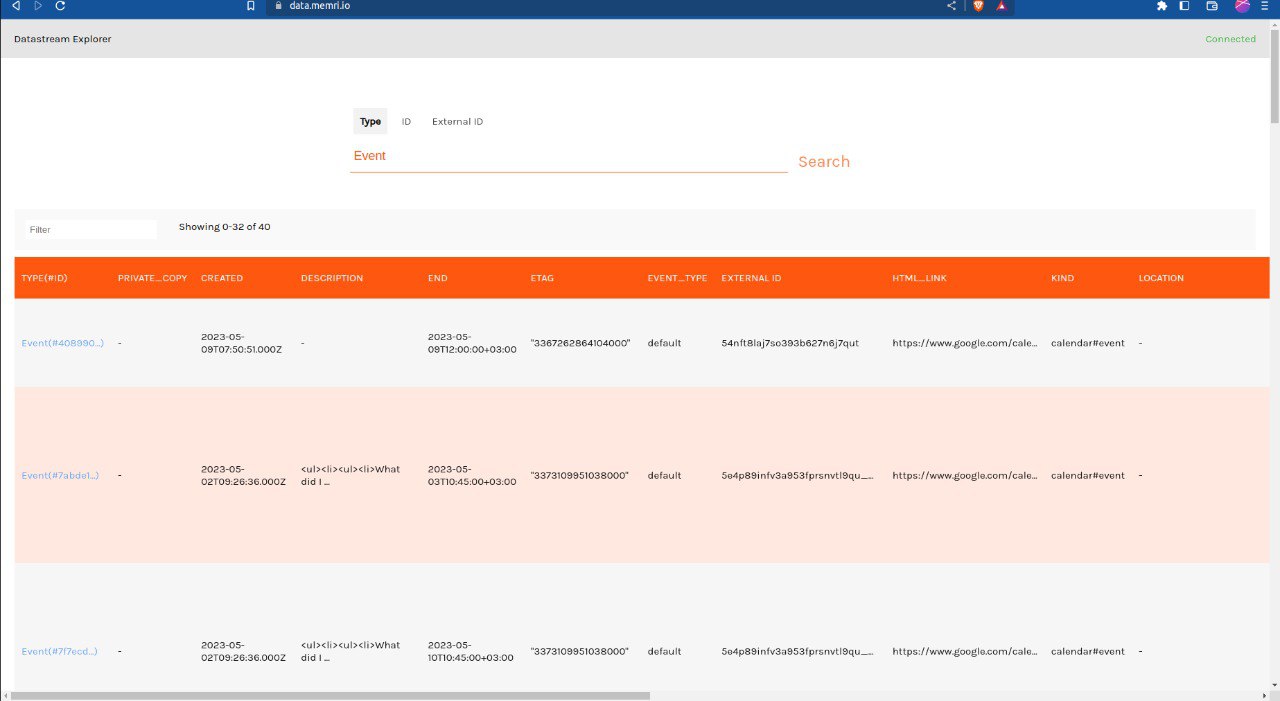 data.memri.io
Datastream Explorer
Connected
Type ID External ID
Event
Search
Filter
Showing 0-32 of 40
TYPE(#ID) PRIVATE_COPY CREATED DESCRIPTION END ETAG EVENT_TYPE EXTERNAL ID HTML_LINK KIND LOCATION
2023-05- 2023-05-
Event(#408990...) - 09T07:50:51.000Z - 09T12:00:00+03:00 "3367262864104000" default 54nft8laj7so393b627n6j7qut https://www.google.com/cale... calendar#event -
2023-05- <ul><li><ul><li>What 2023-05-
Event(#7abde1...) - 02T09:26:36.000Z did I ... 03T10:45:00+03:00 "3373109951038000" default 5e4p89infv3a953fprsnvtl9qu_... https://www.google.com/cale... calendar#event -
2023-05- <ul><li><ul><li>What 2023-05-
Event(#7f7ecd...) - 02T09:26:36.000Z did I ... 10T10:45:00+03:00 "3373109951038000" default 5e4p89infv3a953fprsnvtl9qu_... https://www.google.com/cale... calendar#event -